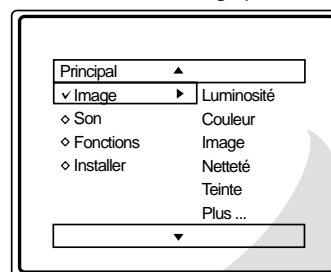 Principal
Image Luminosité
Son Couleur
Fonctions Image
Installer Netteté
Teinte
Plus ...